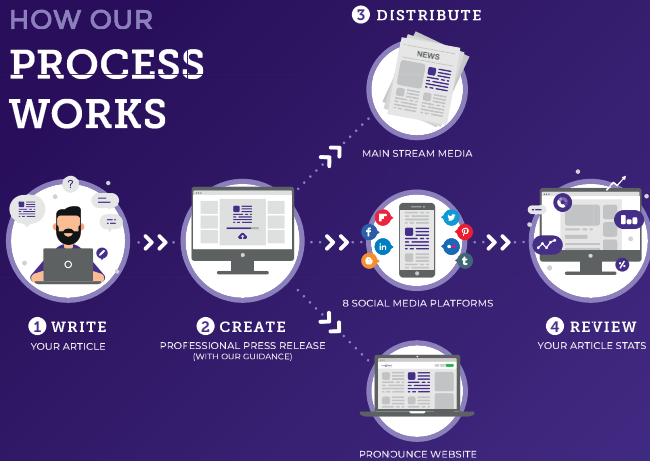 HOW OUR
PROCESS
WORKS
3 DISTRIBUTE
NEWS
MAIN STREAM MEDIA
?
8 SOCIAL MEDIA PLATFORMS
1 WRITE
YOUR ARTICLE
2 CREATE
PROFESSIONAL PRESS RELEASE
(WITH OUR GUIDANCE)
4 REVIEW
YOUR ARTICLE STATS
PRONOUNCE WEBSITE